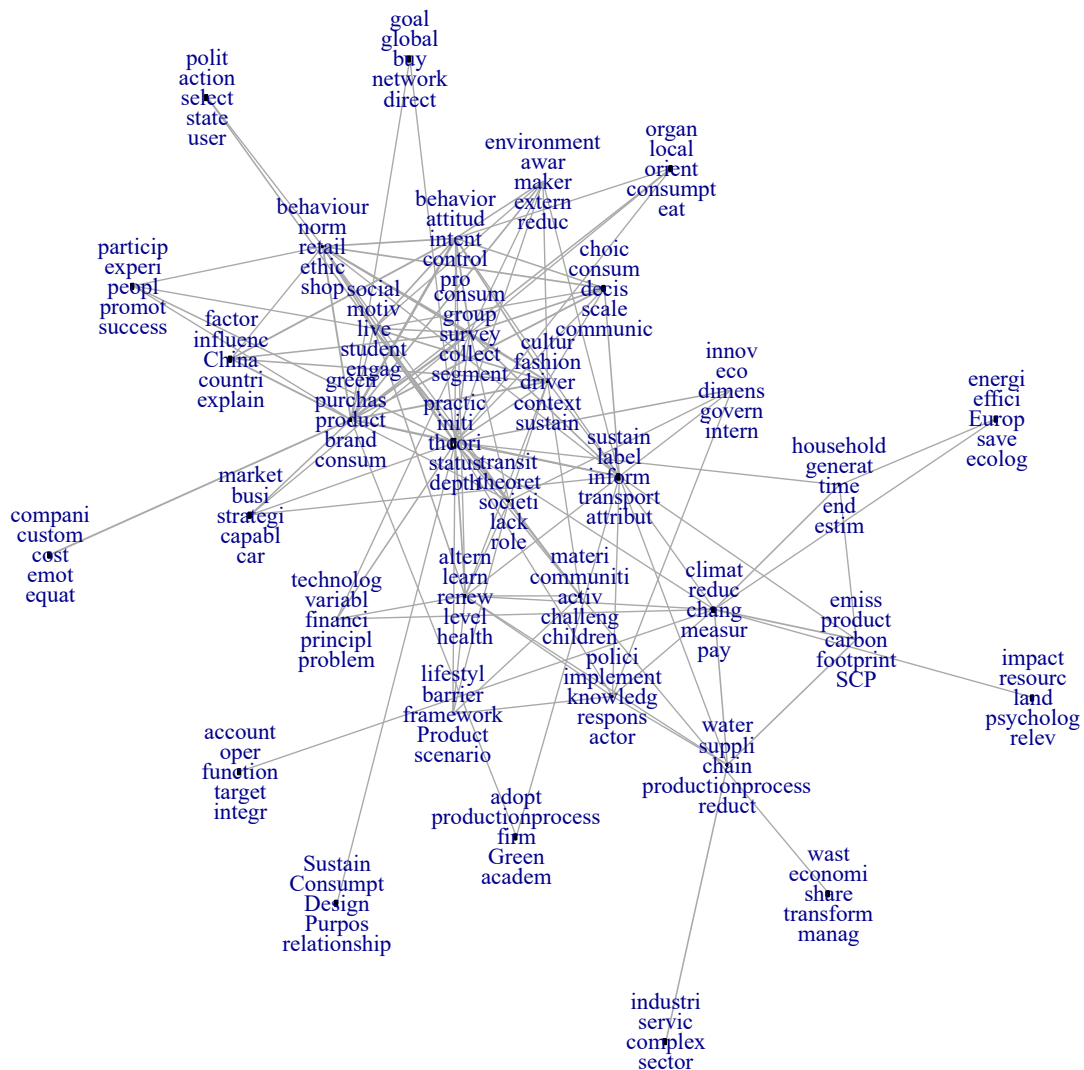 goal
global
buy
network
direct
polit
action
select
state
user
environment
awar
maker
extern
reduc
organ
local
orient
consumpt
eat
behaviour
norm
retail
ethic
shop
behavior
attitud
intent
control
pro
particip
experi
peopl
promot
success
choic
consum
decis
scale
communic
social
motiv
live
student
engag
consum
group
survey
collect
segment
factor
influenc
China
countri
explain
cultur
fashion
driver
context
sustain
innov
eco
dimens
govern
intern
green
purchas
product
brand
consum
energi
effici
Europ
save
ecolog
practic
initi
theori
status
depth
sustain
label
inform
transport
attribut
household
generat
time
end
estim
transit
theoret
societi
lack
role
market
busi
strategi
capabl
car
compani
custom
cost
emot
equat
technolog
variabl
financi
principl
problem
altern
learn
renew
level
health
materi
communiti
activ
challeng
children
climat
reduc
chang
measur
pay
emiss
product
carbon
footprint
SCP
polici
implement
knowledg
respons
actor
impact
resourc
land
psycholog
relev
lifestyl
barrier
framework
Product
scenario
account
oper
function
target
integr
water
suppli
chain
productionprocess
reduct
adopt
productionprocess
firm
Green
academ
Sustain
Consumpt
Design
Purpos
relationship
wast
economi
share
transform
manag
industri
servic
complex
sector